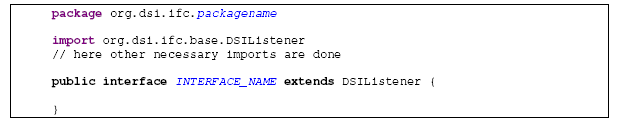 package org.dsi.ifc.packagename
import org.dsi.ifc.base.DSIListener
// here other necessary imports are done
public interface INTERFACE_NAME extends DSIListener {
}